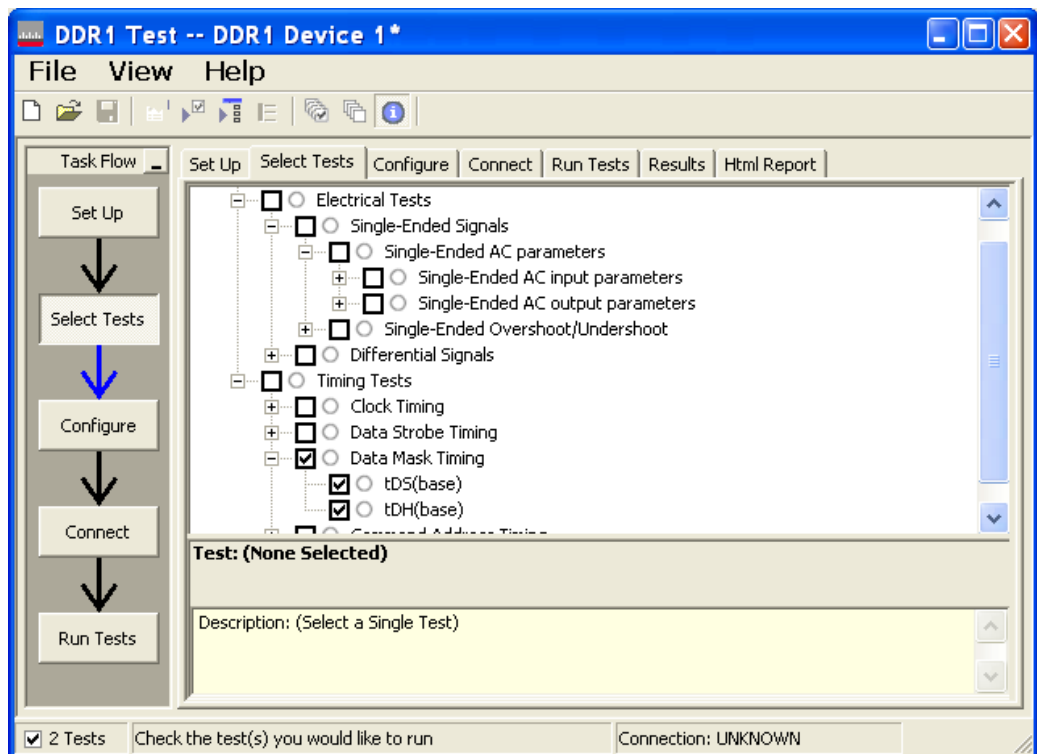 DDR1 Test -- DDR1 Device 1*
File View Help
Task Flow
Set Up Select Tests Configure Connect Run Tests Results Html Report
Set Up
Select Tests
Configure
Connect
Run Tests
Electrical Tests
Single-Ended Signals
Single-Ended AC parameters
Single-Ended AC input parameters
Single-Ended AC output parameters
Single-Ended Overshoot/Undershoot
Differential Signals
Timing Tests
Clock Timing
Data Strobe Timing
Data Mask Timing
tDS(base)
tDH(base)
Command Address Timing
Test: (None Selected)
Description: (Select a Single Test)
2 Tests Check the test(s) you would like to run Connection: UNKNOWN